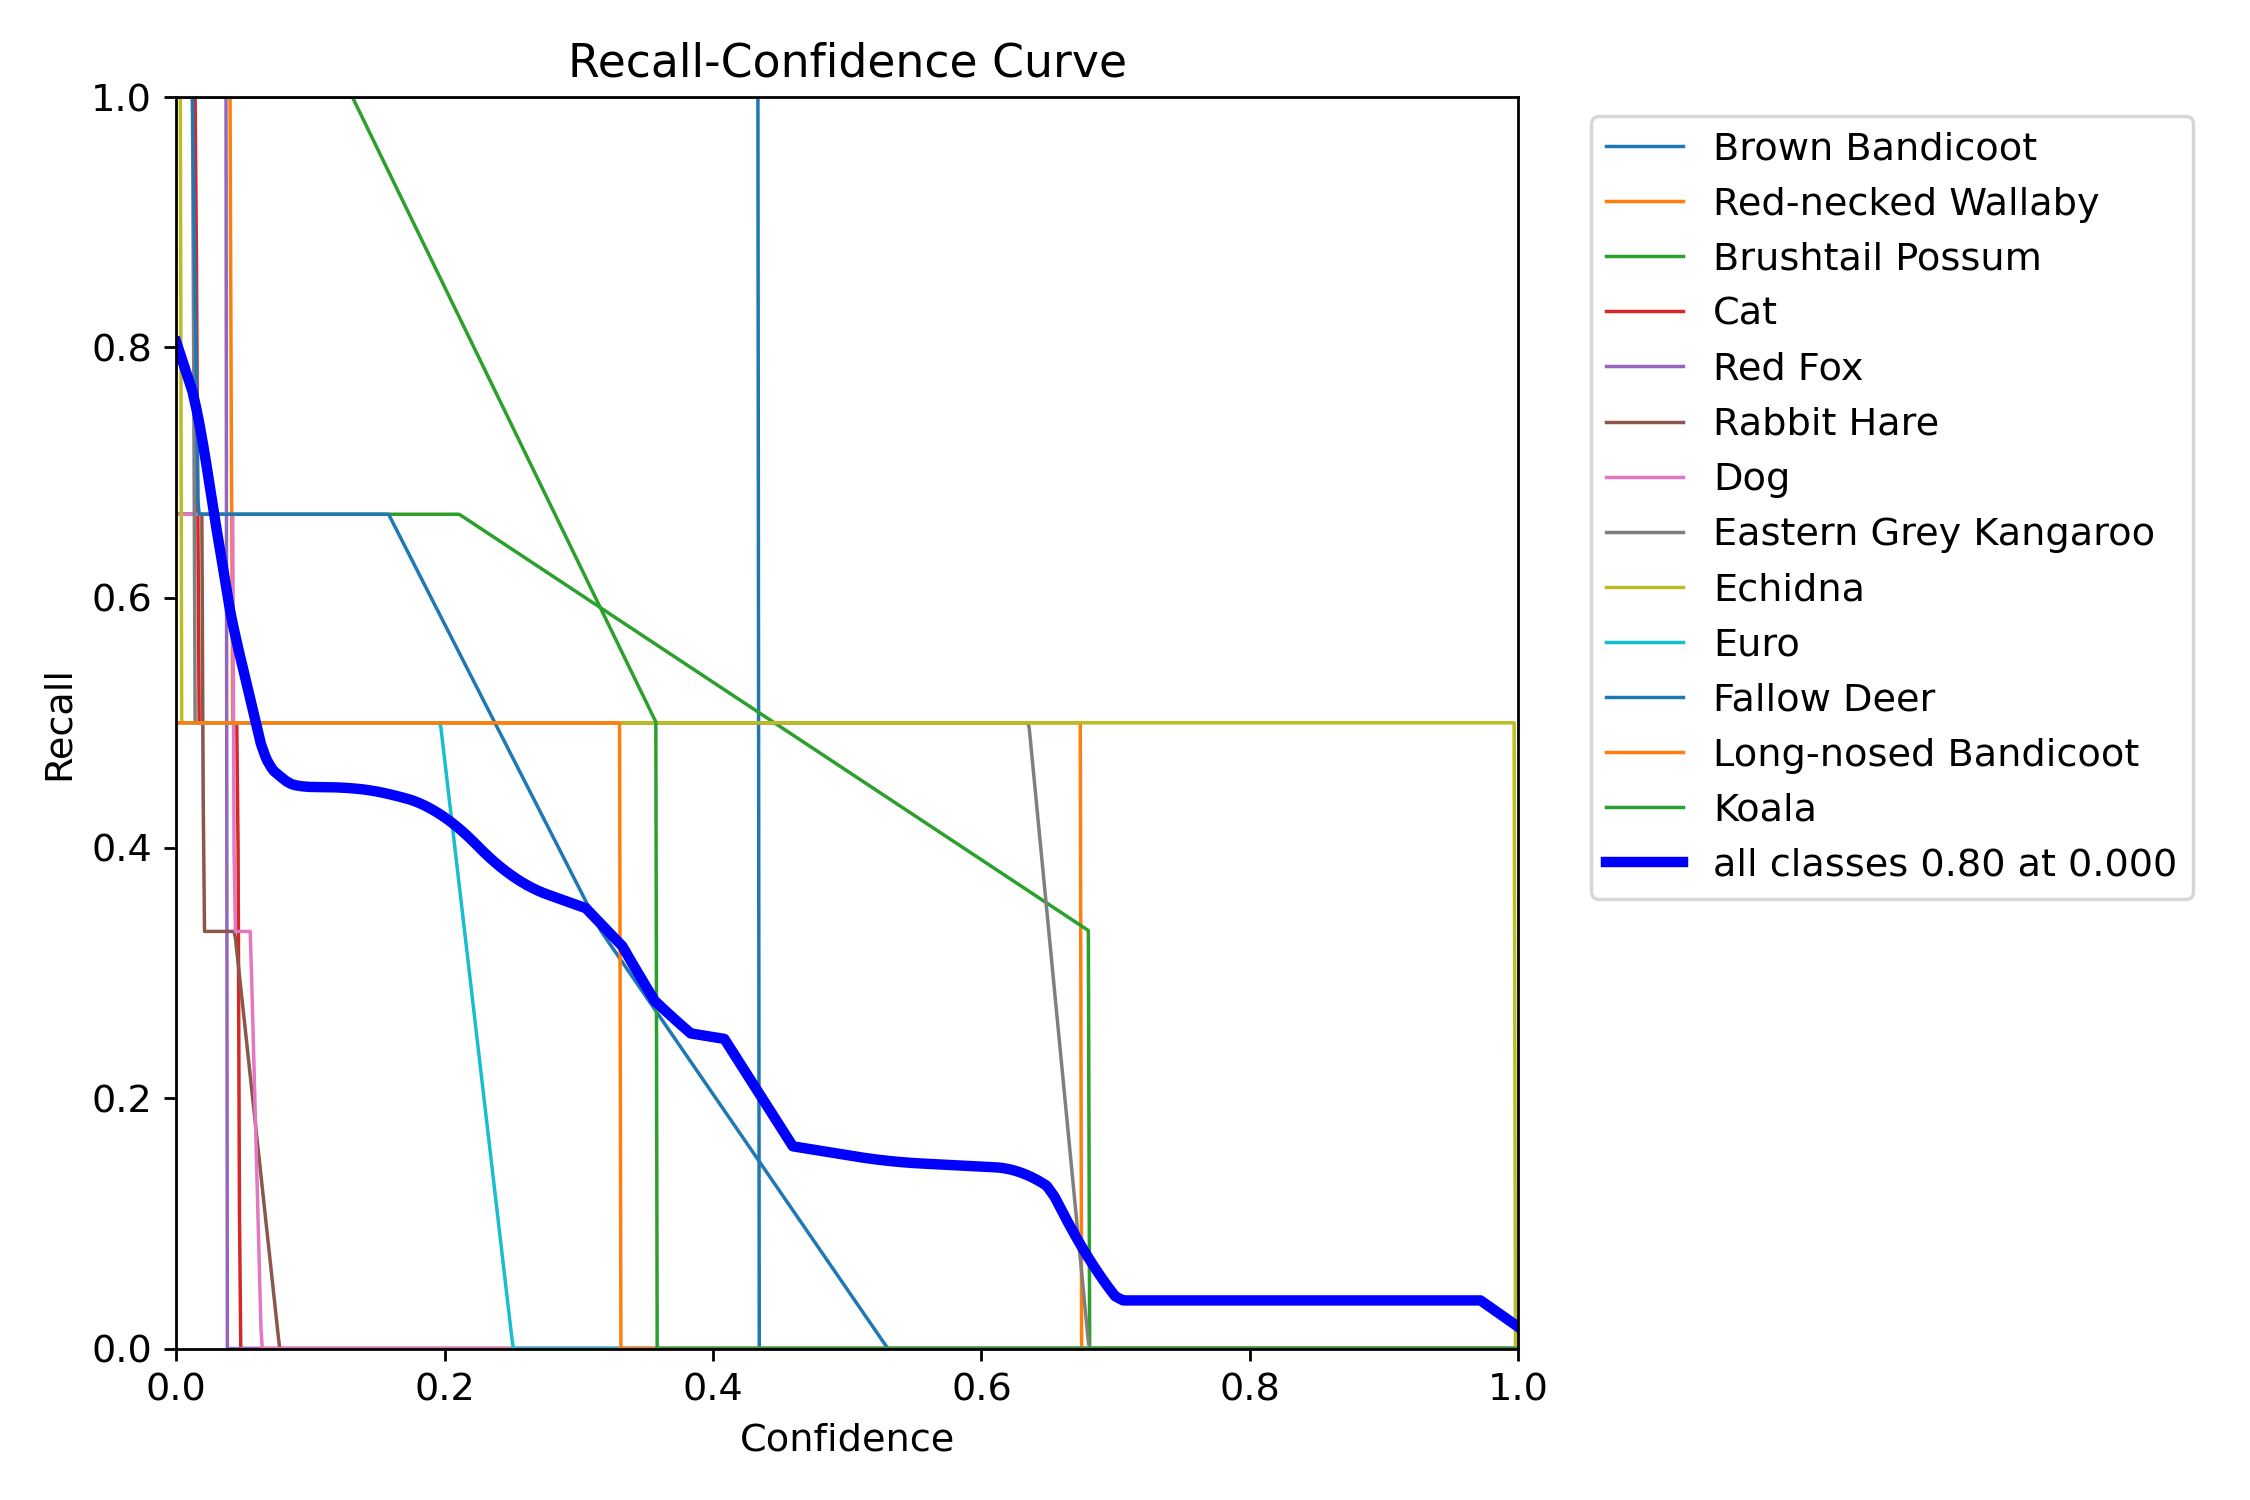 Recall-Confidence Curve
1.0
0.8
0.6
0.4
0.2
0.0
Recall
0.0 0.2 0.4 0.6 0.8 1.0
Confidence
Brown Bandicoot
Red-necked Wallaby
Brushtail Possum
Cat
Red Fox
Rabbit Hare
Dog
Eastern Grey Kangaroo
Echidna
Euro
Fallow Deer
Long-nosed Bandicoot
Koala
all classes 0.80 at 0.000